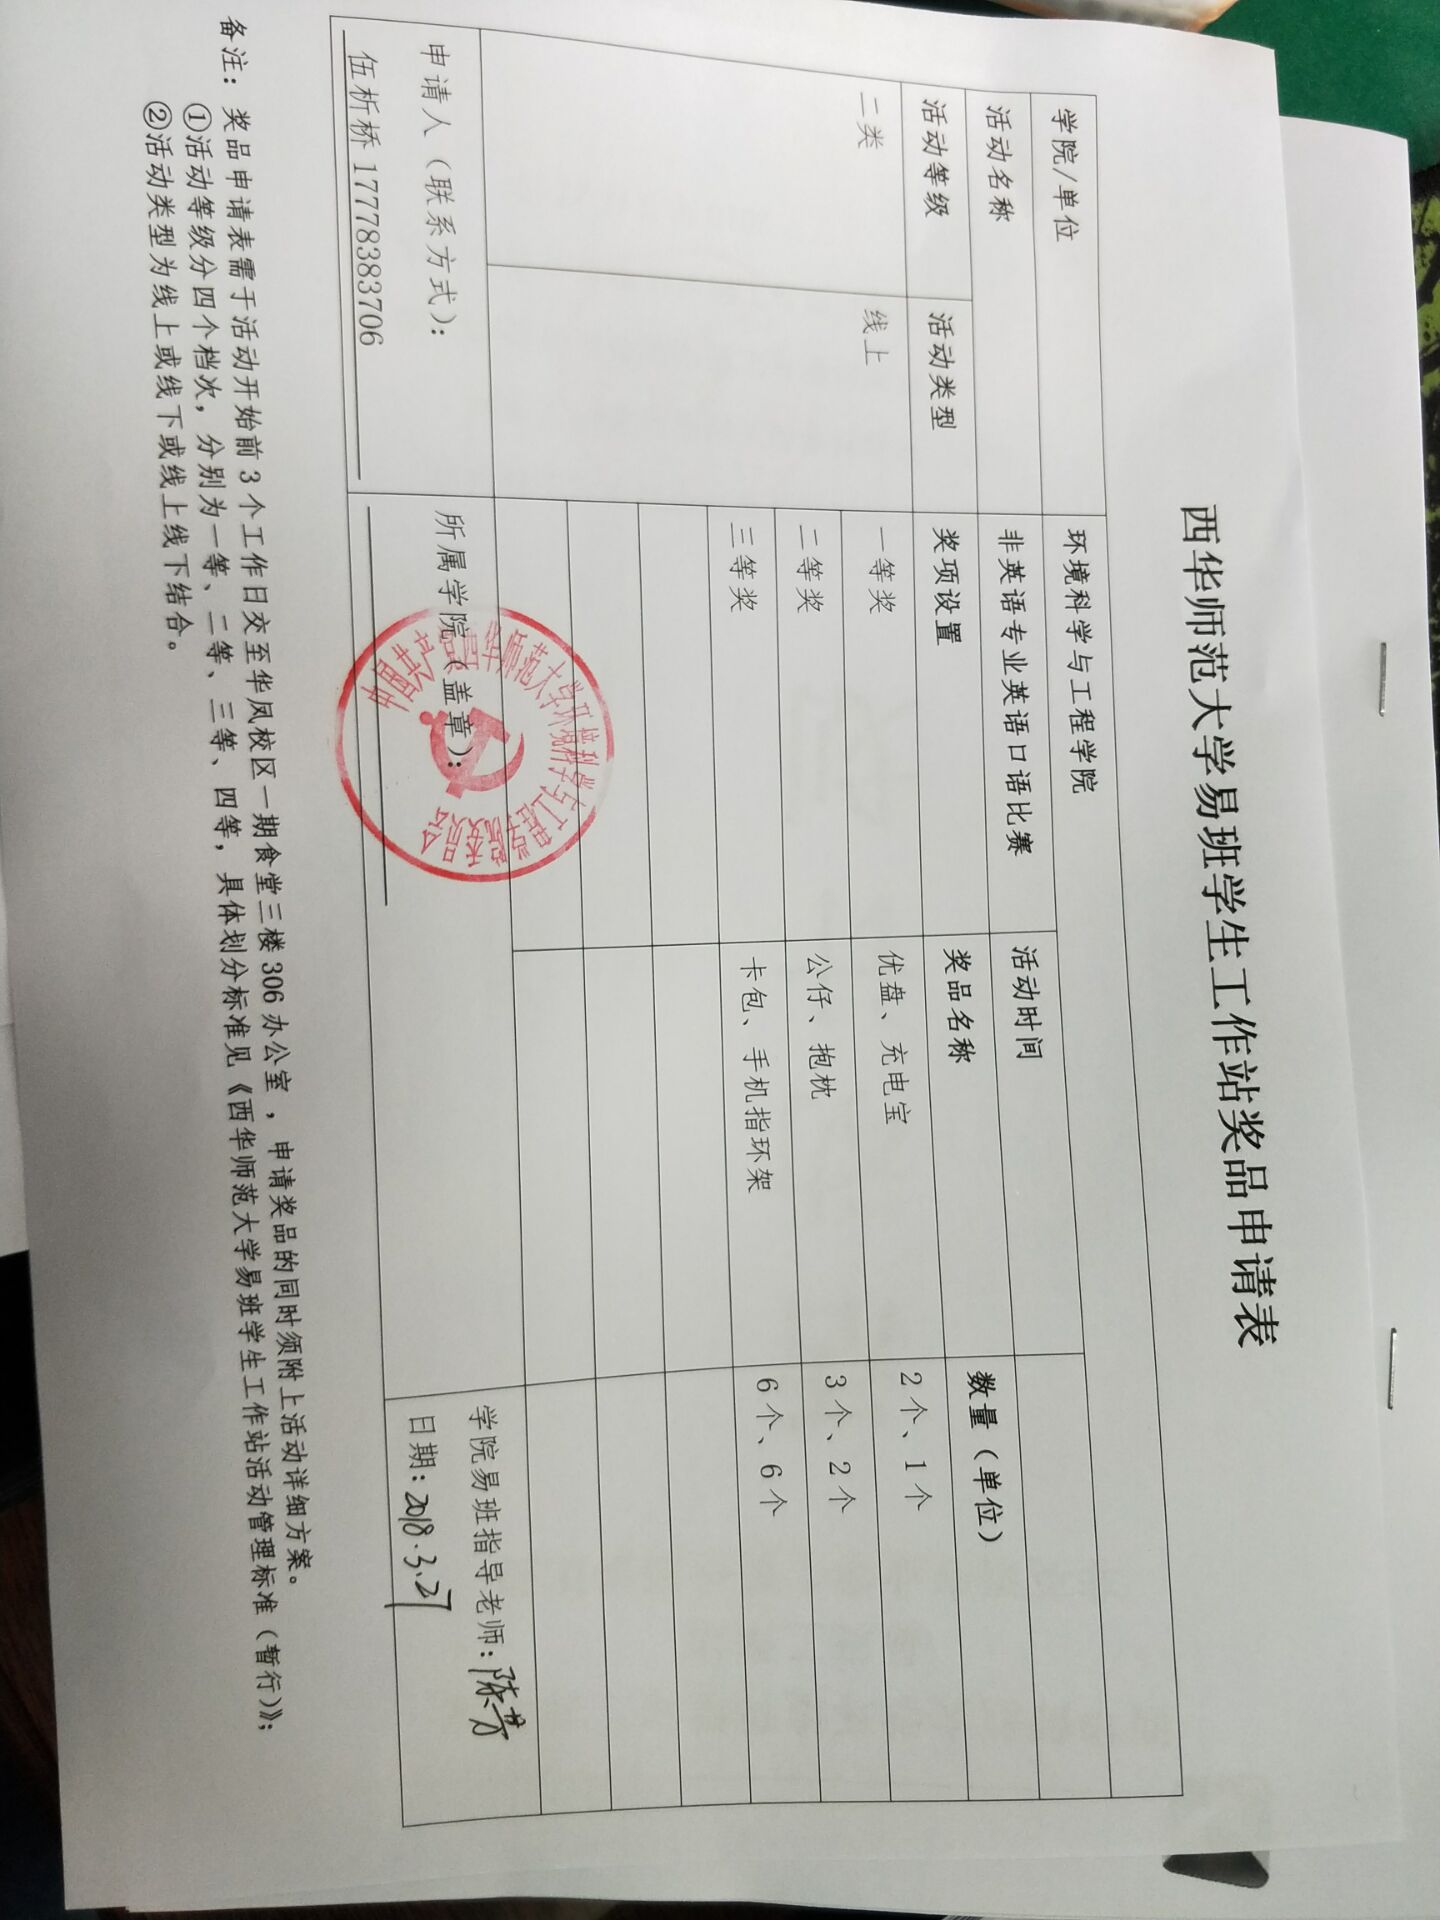 西华师范大学易班学生工作站奖品申请表
学院/单位 环境科学与工程学院
活动名称 非英语专业英语口语比赛 活动时间
活动等级 活动类型 奖项设置 奖品名称 数量（单位）
二类 线上 一等奖 优盘、充电宝 2个、1个
二等奖 公仔、抱枕 3个、2个
三等奖 卡包、手机指环架 6个、6个
申请人（联系方式）： 所属学院（盖章）： 学院易班指导老师：陈芳
伍析桥 17778383706 日期：2018.3.27
中国共产党西华师范大学环境科学与工程
学院委员会
备注：奖品申请表需于活动开始前3个工作日交至华凤校区一期食堂三楼306办公室，申请奖品的同时须附上活动详细方案。
①活动等级分四个档次，分别为一等、二等、三等、四等，具体划分标准见《西华师范大学易班学生工作站活动管理标准（暂行）》；
②活动类型为线上或线下或线上线下结合。